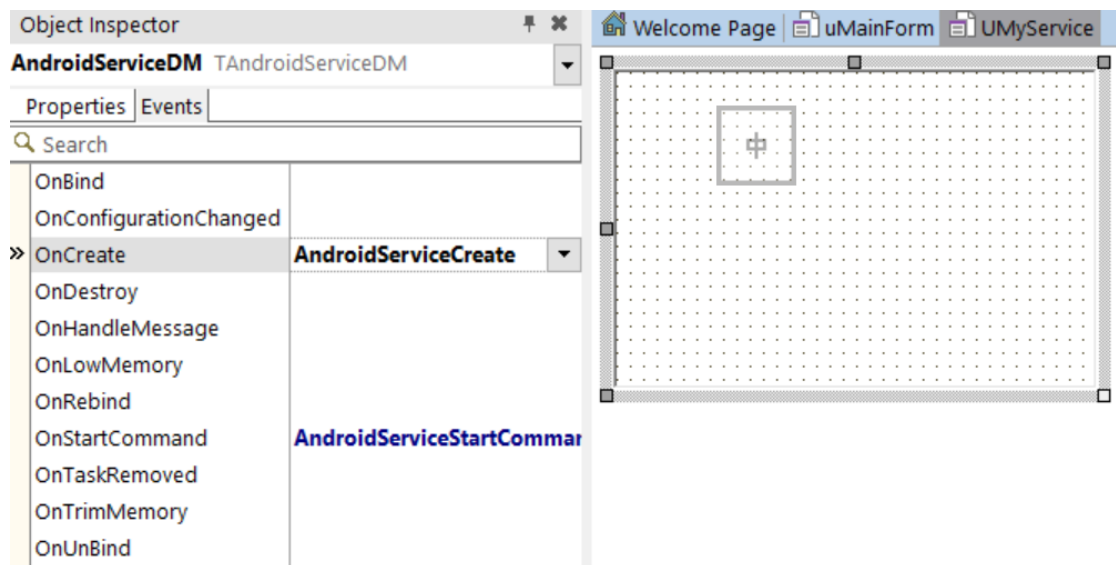 Object Inspector
AndroidServiceDM TAndroidServiceDM
Properties Events
Search
OnBind
OnConfigurationChanged
OnCreate AndroidServiceCreate
OnDestroy
OnHandleMessage
OnLowMemory
OnRebind
OnStartCommand AndroidServiceStartCommar
OnTaskRemoved
OnTrimMemory
OnUnBind
Welcome Page uMainForm UMyService